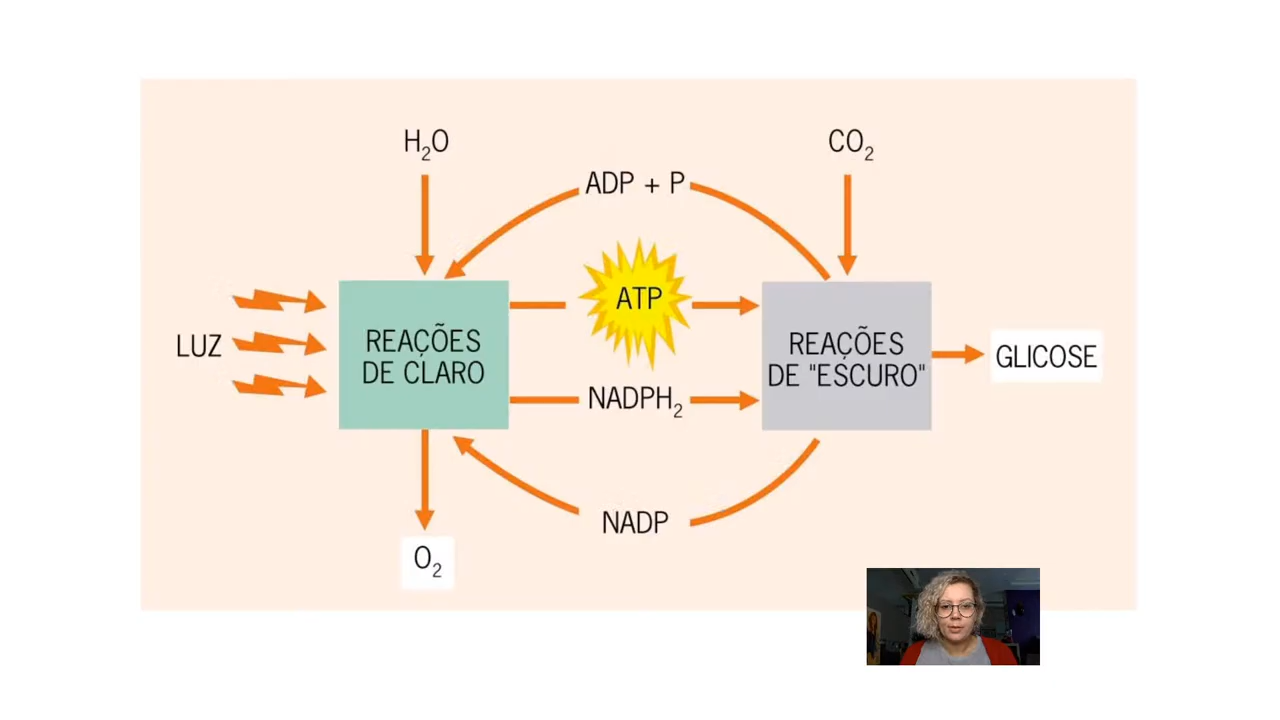 H₂O
CO₂
ADP + P
ATP
LUZ
REAÇÕES
DE CLARO
REAÇÕES
DE "ESCURO"
GLICOSE
NADPH₂
NADP
O₂